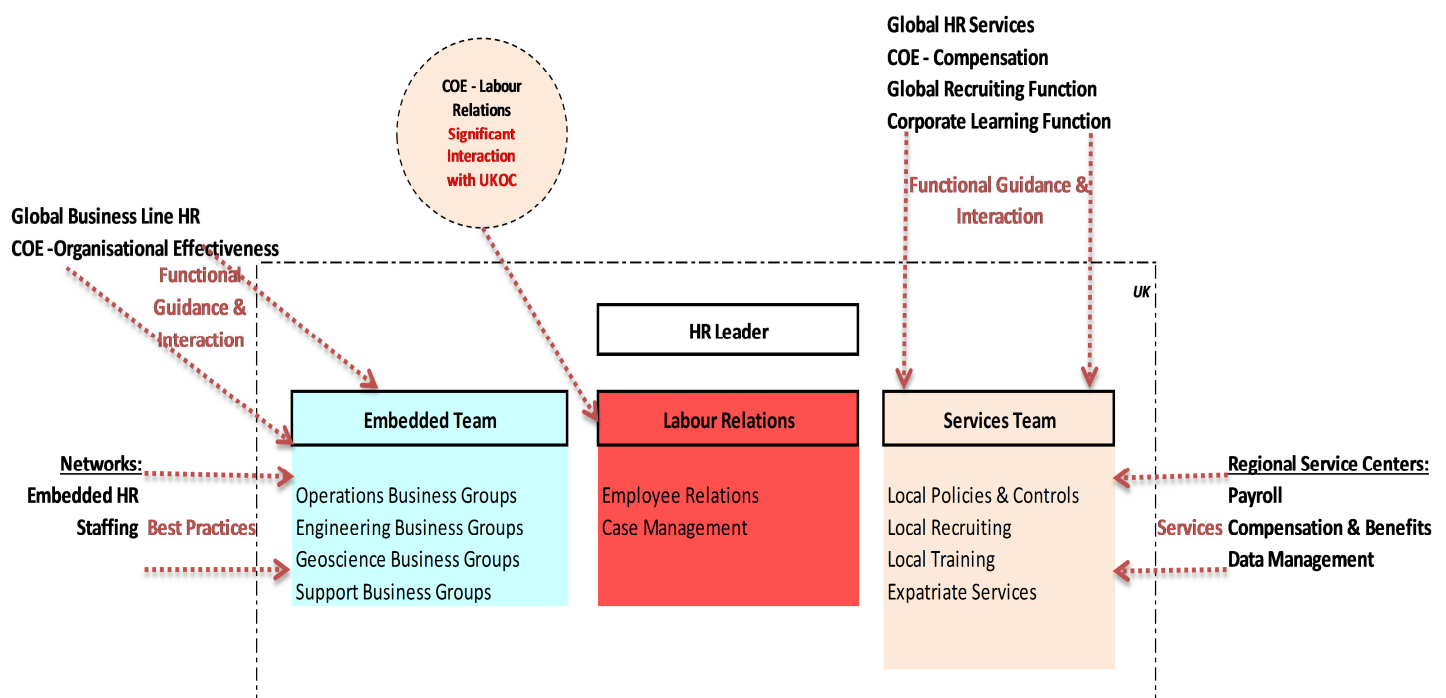 Global HR Services
COE - Compensation
Global Recruiting Function
Corporate Learning Function
Functional Guidance &
Interaction
COE - Labour
Relations
Significant
Interaction
with UKOC
Global Business Line HR
COE -Organisational Effectiveness
Functional
Guidance &
Interaction
UK
HR Leader
Embedded Team
Operations Business Groups
Engineering Business Groups
Geoscience Business Groups
Support Business Groups
Labour Relations
Employee Relations
Case Management
Services Team
Local Policies & Controls
Local Recruiting
Local Training
Expatriate Services
Networks:
Embedded HR
Staffing
Best Practices
Regional Service Centers:
Payroll
Compensation & Benefits
Data Management
Services